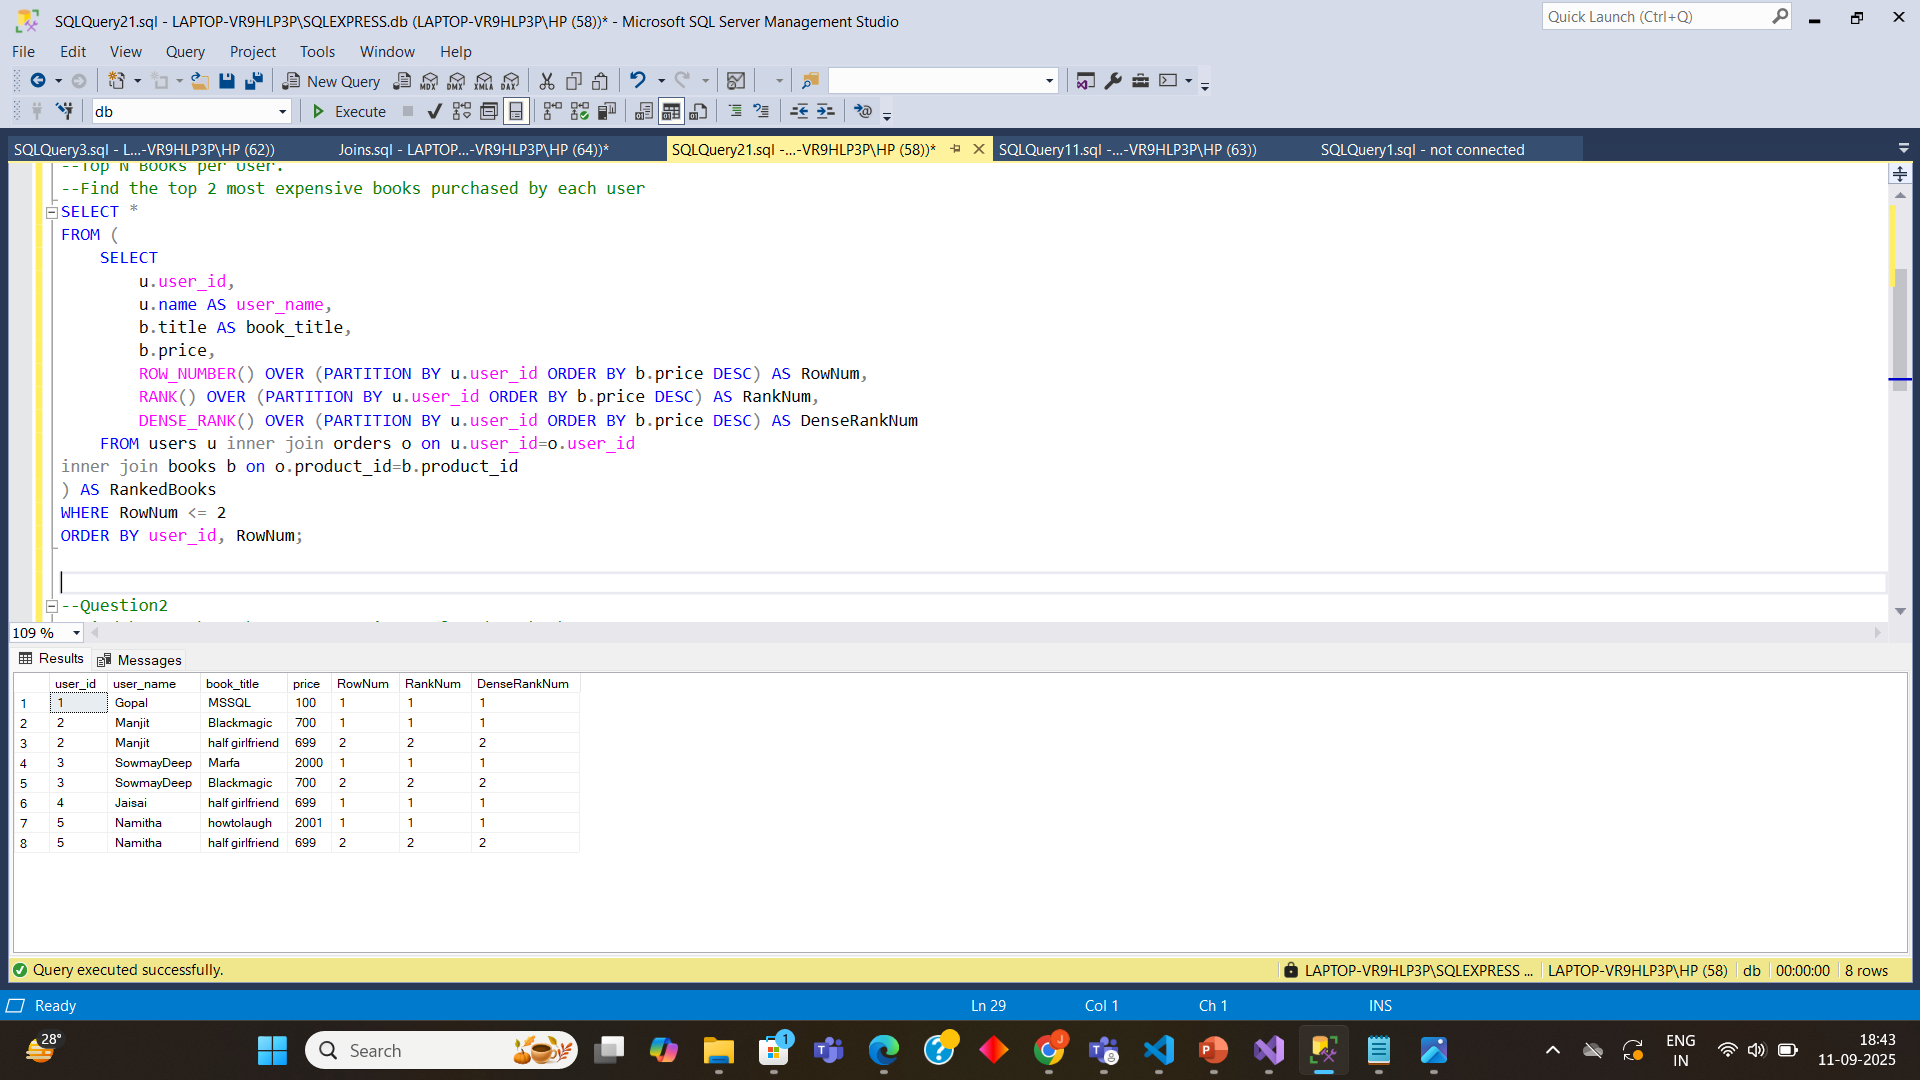 SQLQuery21.sql - LAPTOP-VR9HLP3P\SQLEXPRESS.db (LAPTOP-VR9HLP3P\HP (58))* - Microsoft SQL Server Management Studio
Quick Launch (Ctrl+Q)
File Edit View Query Project Tools Window Help
New Query MDX DMX XMLA DAX
db Execute
SQLQuery3.sql - L...-VR9HLP3P\HP (62)) Joins.sql - LAPTOP...-VR9HLP3P\HP (64))* SQLQuery21.sql -...-VR9HLP3P\HP (58))* SQLQuery11.sql -...-VR9HLP3P\HP (63)) SQLQuery1.sql - not connected
--Top N Books per user.
--Find the top 2 most expensive books purchased by each user
SELECT *
FROM (
SELECT
u.user_id,
u.name AS user_name,
b.title AS book_title,
b.price,
ROW_NUMBER() OVER (PARTITION BY u.user_id ORDER BY b.price DESC) AS RowNum,
RANK() OVER (PARTITION BY u.user_id ORDER BY b.price DESC) AS RankNum,
DENSE_RANK() OVER (PARTITION BY u.user_id ORDER BY b.price DESC) AS DenseRankNum
FROM users u inner join orders o on u.user_id=o.user_id
inner join books b on o.product_id=b.product_id
) AS RankedBooks
WHERE RowNum <= 2
ORDER BY user_id, RowNum;
--Question2
109 %
Results Messages
user_id user_name book_title price RowNum RankNum DenseRankNum
1 1 Gopal MSSQL 100 1 1 1
2 2 Manjit Blackmagic 700 1 1 1
3 2 Manjit half girlfriend 699 2 2 2
4 3 SowmayDeep Marfa 2000 1 1 1
5 3 SowmayDeep Blackmagic 700 2 2 2
6 4 Jaisai half girlfriend 699 1 1 1
7 5 Namitha howtolaugh 2001 1 1 1
8 5 Namitha half girlfriend 699 2 2 2
Query executed successfully. LAPTOP-VR9HLP3P\SQLEXPRESS ... LAPTOP-VR9HLP3P\HP (58) db 00:00:00 8 rows
Ready Ln 29 Col 1 Ch 1 INS
28° Search 1 J ENG IN 18:43
11-09-2025